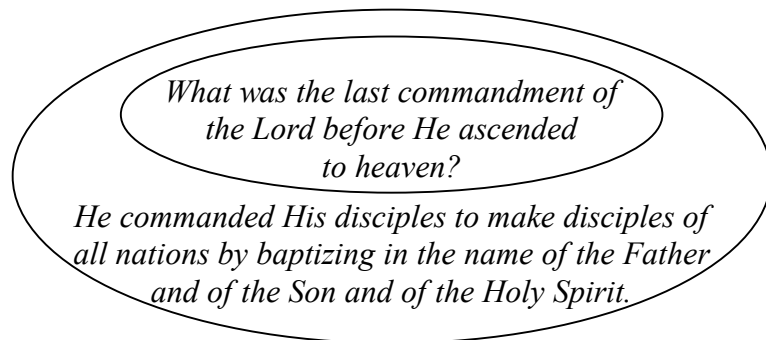 What was the last commandment of
the Lord before He ascended
to heaven?
He commanded His disciples to make disciples of
all nations by baptizing in the name of the Father
and of the Son and of the Holy Spirit.